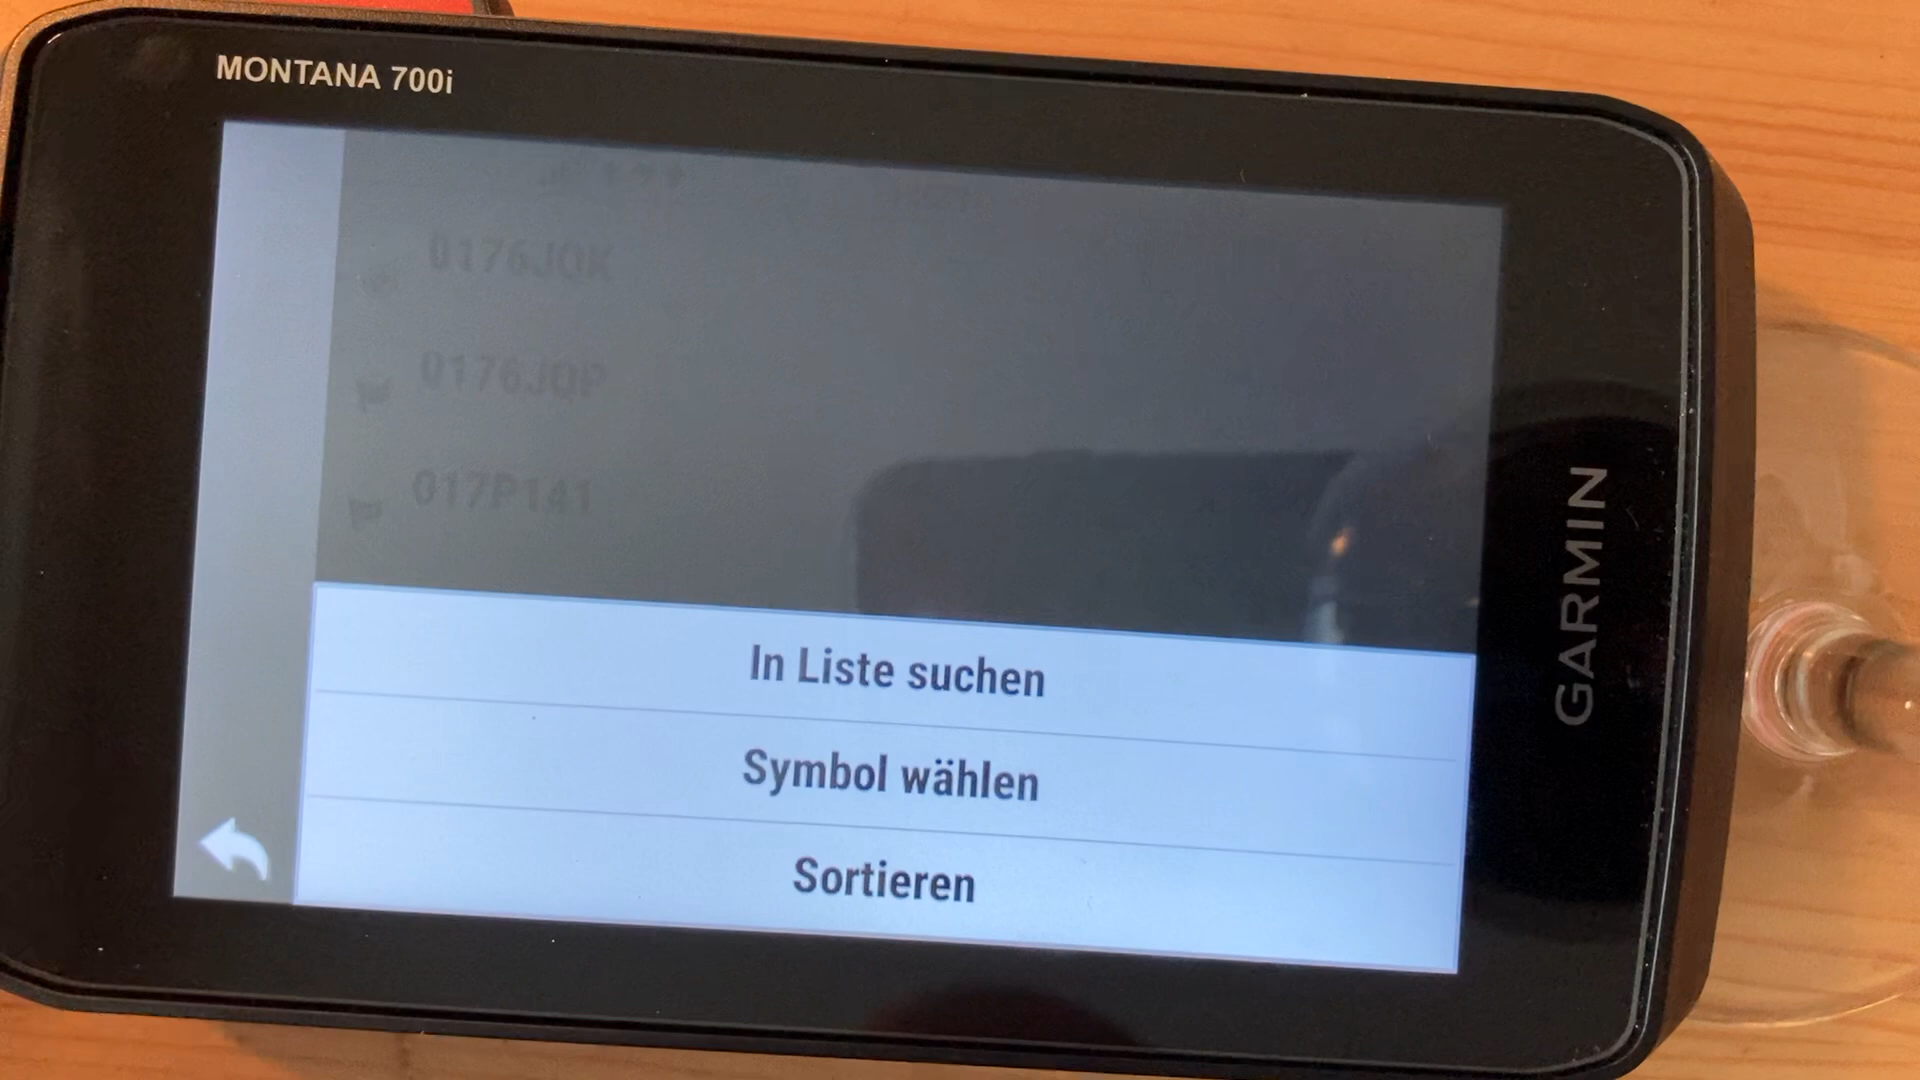 MONTANA 700i
0176JQK
0176JQP
017P141
In Liste suchen
Symbol wählen
Sortieren
GARMIN